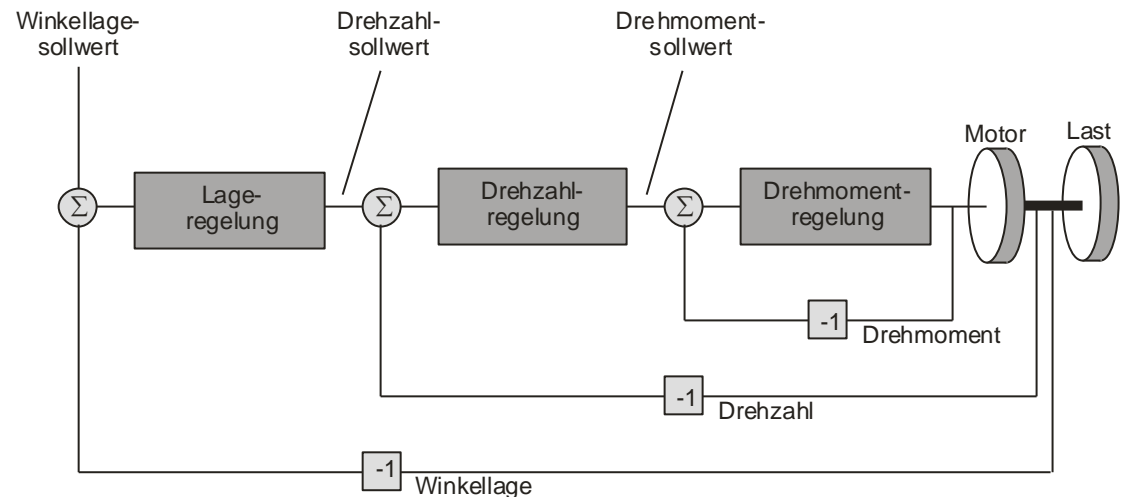 Winkellage-
sollwert
Drehzahl-
sollwert
Drehmoment-
sollwert
Motor
Last
Σ
Lage-
regelung
Σ
Drehzahl-
regelung
Σ
Drehmoment-
regelung
-1
Drehmoment
-1
Drehzahl
-1
Winkellage